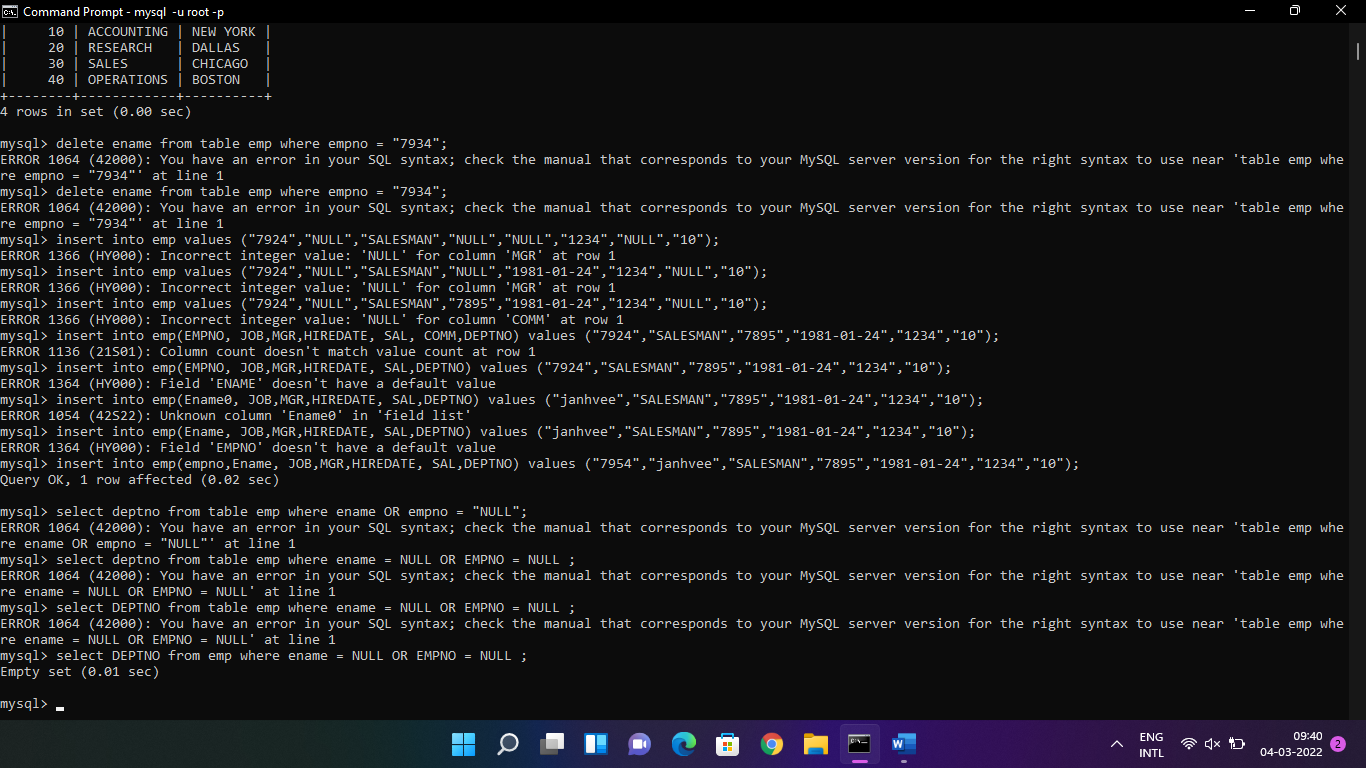 Command Prompt - mysql -u root -p
| 10 | ACCOUNTING | NEW YORK |
| 20 | RESEARCH | DALLAS |
| 30 | SALES | CHICAGO |
| 40 | OPERATIONS | BOSTON |
+--------+------------+----------+
4 rows in set (0.00 sec)
mysql> delete ename from table emp where empno = "7934";
ERROR 1064 (42000): You have an error in your SQL syntax; check the manual that corresponds to your MySQL server version for the right syntax to use near 'table emp whe
re empno = "7934"' at line 1
mysql> delete ename from table emp where empno = "7934";
ERROR 1064 (42000): You have an error in your SQL syntax; check the manual that corresponds to your MySQL server version for the right syntax to use near 'table emp whe
re empno = "7934"' at line 1
mysql> insert into emp values ("7924","NULL","SALESMAN","NULL","NULL","1234","NULL","10");
ERROR 1366 (HY000): Incorrect integer value: 'NULL' for column 'MGR' at row 1
mysql> insert into emp values ("7924","NULL","SALESMAN","NULL","1981-01-24","1234","NULL","10");
ERROR 1366 (HY000): Incorrect integer value: 'NULL' for column 'MGR' at row 1
mysql> insert into emp values ("7924","NULL","SALESMAN","7895","1981-01-24","1234","NULL","10");
ERROR 1366 (HY000): Incorrect integer value: 'NULL' for column 'COMM' at row 1
mysql> insert into emp(EMPNO, JOB,MGR,HIREDATE, SAL, COMM,DEPTNO) values ("7924","SALESMAN","7895","1981-01-24","1234","10");
ERROR 1136 (21S01): Column count doesn't match value count at row 1
mysql> insert into emp(EMPNO, JOB,MGR,HIREDATE, SAL,DEPTNO) values ("7924","SALESMAN","7895","1981-01-24","1234","10");
ERROR 1364 (HY000): Field 'ENAME' doesn't have a default value
mysql> insert into emp(Ename0, JOB,MGR,HIREDATE, SAL,DEPTNO) values ("janhvee","SALESMAN","7895","1981-01-24","1234","10");
ERROR 1054 (42S22): Unknown column 'Ename0' in 'field list'
mysql> insert into emp(Ename, JOB,MGR,HIREDATE, SAL,DEPTNO) values ("janhvee","SALESMAN","7895","1981-01-24","1234","10");
ERROR 1364 (HY000): Field 'EMPNO' doesn't have a default value
mysql> insert into emp(empno,Ename, JOB,MGR,HIREDATE, SAL,DEPTNO) values ("7954","janhvee","SALESMAN","7895","1981-01-24","1234","10");
Query OK, 1 row affected (0.02 sec)
mysql> select deptno from table emp where ename OR empno = "NULL";
ERROR 1064 (42000): You have an error in your SQL syntax; check the manual that corresponds to your MySQL server version for the right syntax to use near 'table emp whe
re ename OR empno = "NULL"' at line 1
mysql> select deptno from table emp where ename = NULL OR EMPNO = NULL ;
ERROR 1064 (42000): You have an error in your SQL syntax; check the manual that corresponds to your MySQL server version for the right syntax to use near 'table emp whe
re ename = NULL OR EMPNO = NULL' at line 1
mysql> select DEPTNO from table emp where ename = NULL OR EMPNO = NULL ;
ERROR 1064 (42000): You have an error in your SQL syntax; check the manual that corresponds to your MySQL server version for the right syntax to use near 'table emp whe
re ename = NULL OR EMPNO = NULL' at line 1
mysql> select DEPTNO from emp where ename = NULL OR EMPNO = NULL ;
Empty set (0.01 sec)
mysql> _
ENG
INTL
09:40
04-03-2022
2